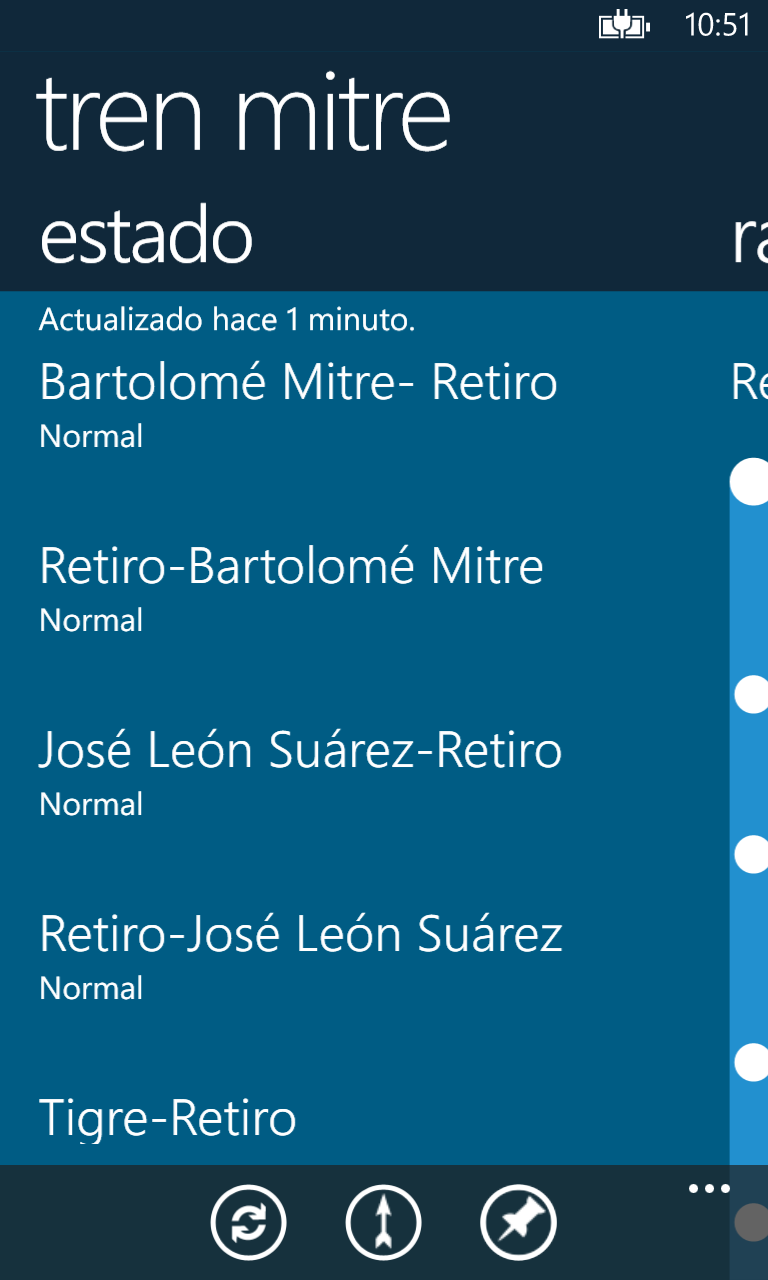 10:51
tren mitre
estado
ra
Actualizado hace 1 minuto.
Bartolomé Mitre- Retiro
Re
Normal
Retiro-Bartolomé Mitre
Normal
José León Suárez-Retiro
Normal
Retiro-José León Suárez
Normal
Tigre-Retiro